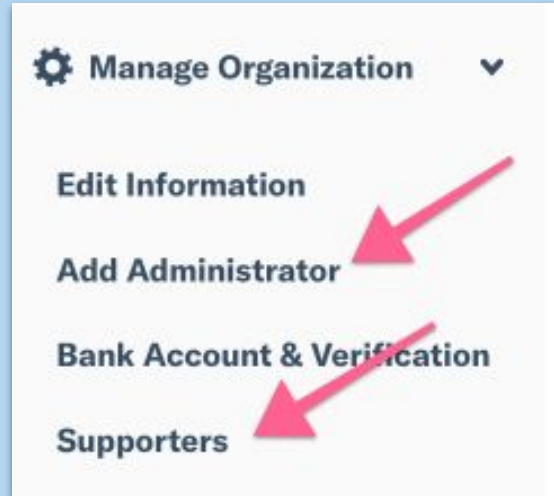 Manage Organization
Edit Information
Add Administrator
Bank Account & Verification
Supporters